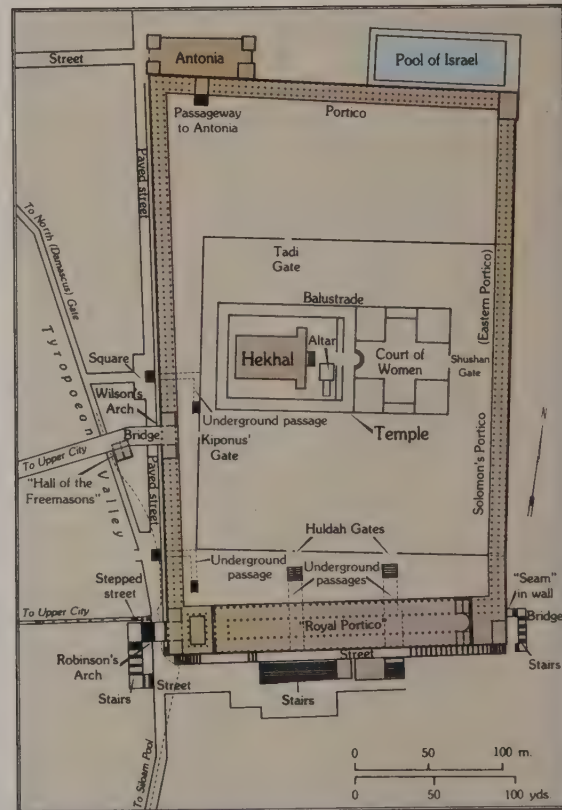 Street
Antonia
Pool of Israel
Passageway
to Antonia
Portico
Paved street
To North (Damascus) Gate
Tyropoeon
Valley
Tadi
Gate
Balustrade
(Eastern Portico)
Solomon's Portico
Square
Hekhal
Altar
Court of
Women
Shushan
Gate
Wilson's
Arch
Underground passage
Bridge
Kiponus'
Gate
Temple
To Upper City
"Hall of the
Freemasons"
Paved street
N
Huldah Gates
Underground
passage
Underground
passages
Stepped
street
"Seam"
in wall
To Upper City
"Royal Portico"
Bridge
Robinson's
Arch
Street
Stairs
Stairs
Street
Stairs
To Siloam Pool
0 50 100 m.
0 50 100 yds.